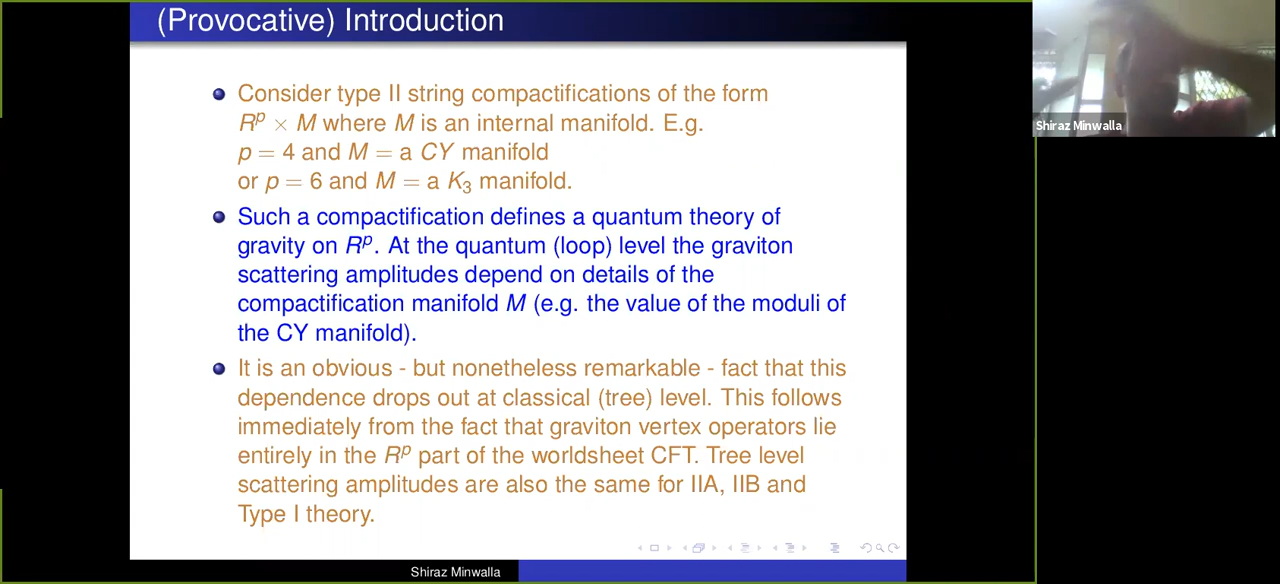 (Provocative) Introduction
Shiraz Minwalla
Consider type II string compactifications of the form
R^p × M where M is an internal manifold. E.g.
p = 4 and M = a CY manifold
or p = 6 and M = a K_3 manifold.
Such a compactification defines a quantum theory of
gravity on R^p. At the quantum (loop) level the graviton
scattering amplitudes depend on details of the
compactification manifold M (e.g. the value of the moduli of
the CY manifold).
It is an obvious - but nonetheless remarkable - fact that this
dependence drops out at classical (tree) level. This follows
immediately from the fact that graviton vertex operators lie
entirely in the R^p part of the worldsheet CFT. Tree level
scattering amplitudes are also the same for IIA, IIB and
Type I theory.
Shiraz Minwalla